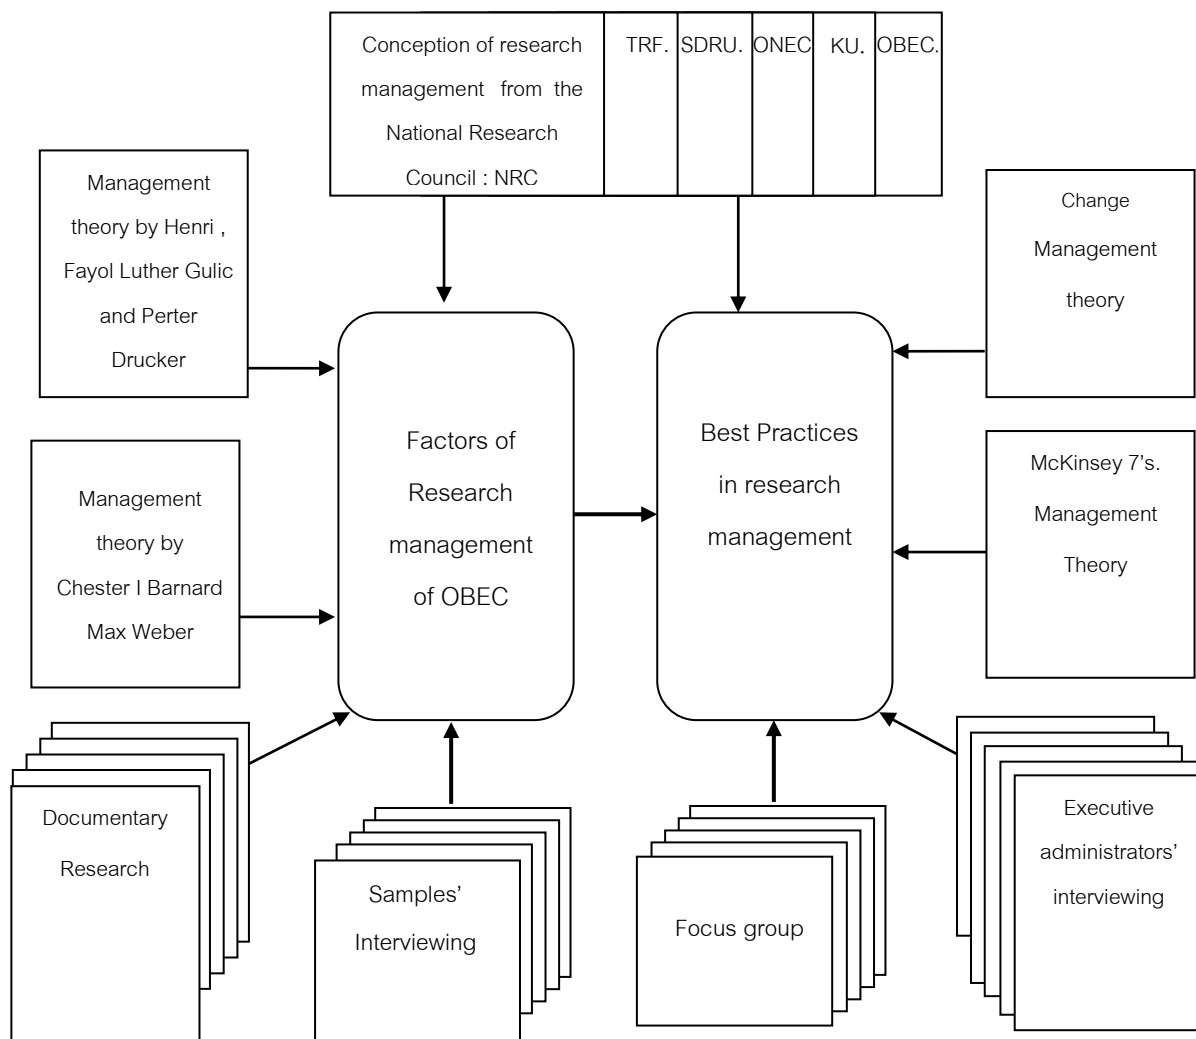 Conception of research
management from the
National Research
Council : NRC
TRF.
SDRU.
ONEC
KU.
OBEC.
Management
theory by Henri ,
Fayol Luther Gulic
and Perter
Drucker
Change
Management
theory
Management
theory by
Chester I Barnard
Max Weber
Factors of
Research
management
of OBEC
Best Practices
in research
management
McKinsey 7's.
Management
Theory
Documentary
Research
Samples'
Interviewing
Focus group
Executive
administrators'
interviewing